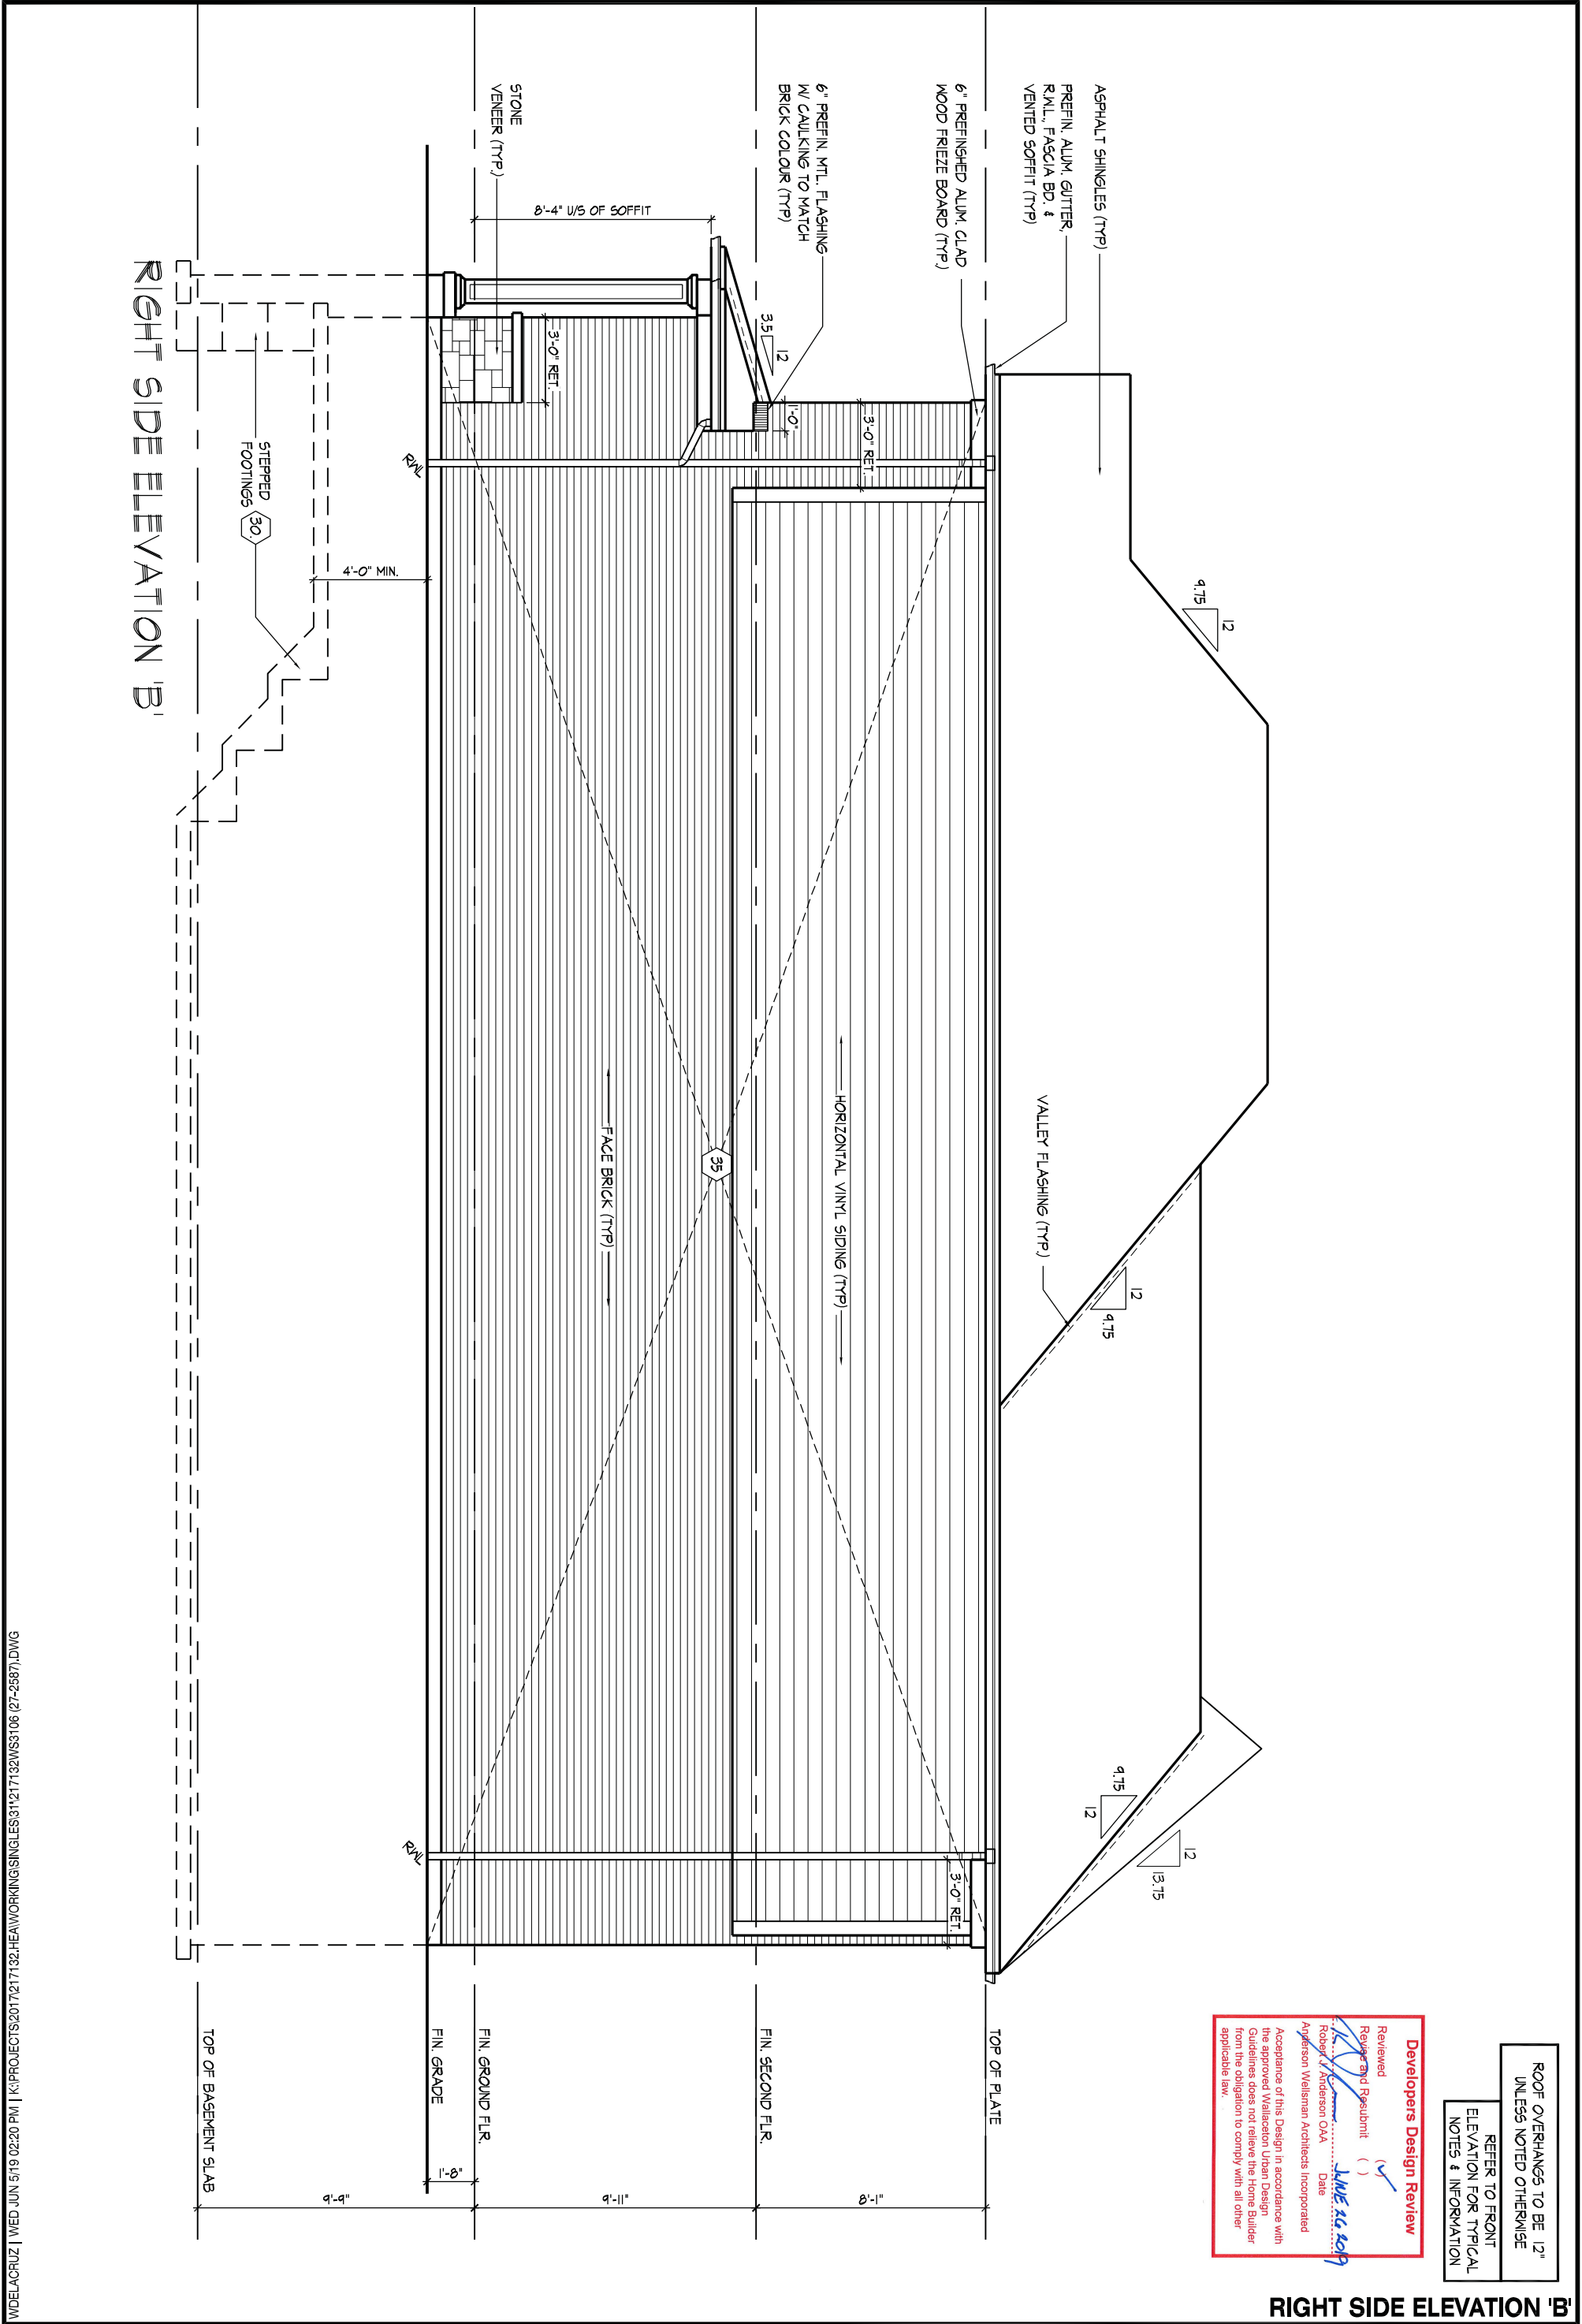 ROOF OVERHANGS TO BE 12"
UNLESS NOTED OTHERWISE
REFER TO FRONT
ELEVATION FOR TYPICAL
NOTES & INFORMATION
Developers Design Review
Reviewed (✓)
Revise and Resubmit ( )
JUNE 26 2019
Robert J. Anderson OAA Date
Anderson Wellsman Architects Incorporated
Acceptance of this Design in accordance with
the approved Wallaceton Urban Design
Guidelines does not relieve the Home Builder
from the obligation to comply with all other
applicable law.
ASPHALT SHINGLES (TYP)
PREFIN. ALUM. GUTTER,
R.W.L., FASCIA BD. &
VENTED SOFFIT (TYP)
6" PREFINSHED ALUM. CLAD
WOOD FRIEZE BOARD (TYP.)
6" PREFIN. MTL. FLASHING
W/ CAULKING TO MATCH
BRICK COLOUR (TYP)
STONE
VENEER (TYP.)
8'-4" U/S OF SOFFIT
12
9.75
12
9.75
9.75
12
12
13.75
VALLEY FLASHING (TYP.)
3.5
12
1'-0"
3'-0" RET.
3'-0" RET.
3'-0" RET.
HORIZONTAL VINYL SIDING (TYP)
35
FACE BRICK (TYP)
RWL
RWL
4'-0" MIN.
STEPPED
FOOTINGS
30.
TOP OF PLATE
FIN. SECOND FLR.
FIN. GROUND FLR.
FIN. GRADE
TOP OF BASEMENT SLAB
8'-1"
9'-11"
1'-8"
9'-9"
RIGHT SIDE ELEVATION 'B'
RIGHT SIDE ELEVATION 'B'
WDELACRUZ | WED JUN 5/19 02:20 PM | K:\PROJECTS\2017\217132.HEA\WORKING\SINGLES\31'\217132WS3106 (27-2587).DWG